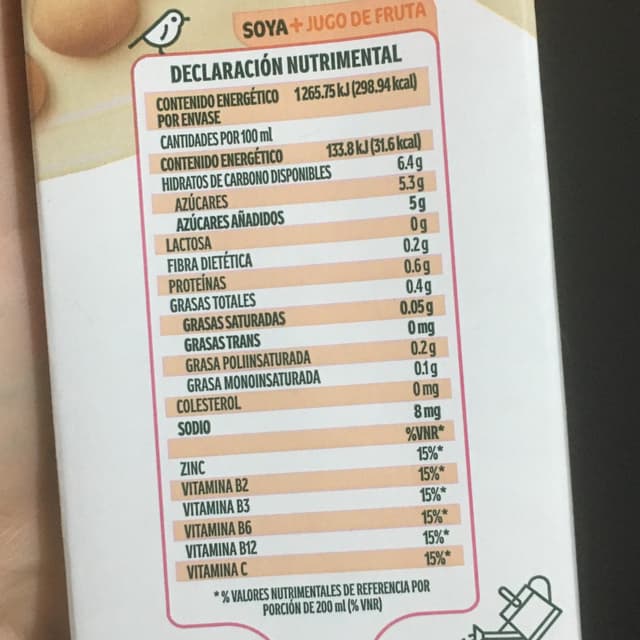 SOYA+JUGO DE FRUTA
DECLARACIÓN NUTRIMENTAL
CONTENIDO ENERGÉTICO POR ENVASE 1265.75 kJ (298.94 kcal)
CANTIDADES POR 100 ml
CONTENIDO ENERGÉTICO 133.8 kJ (31.6 kcal)
HIDRATOS DE CARBONO DISPONIBLES 6.4 g
AZÚCARES 5.3 g
AZÚCARES AÑADIDOS 5 g
LACTOSA 0 g
FIBRA DIETÉTICA 0.2 g
PROTEÍNAS 0.6 g
GRASAS TOTALES 0.4 g
GRASAS SATURADAS 0.05 g
GRASAS TRANS 0 mg
GRASA POLIINSATURADA 0.2 g
GRASA MONOINSATURADA 0.1 g
COLESTEROL 0 mg
SODIO 8 mg
%VNR*
ZINC 15%*
VITAMINA B2 15%*
VITAMINA B3 15%*
VITAMINA B6 15%*
VITAMINA B12 15%*
VITAMINA C 15%*
* % VALORES NUTRIMENTALES DE REFERENCIA POR
PORCIÓN DE 200 ml (% VNR)